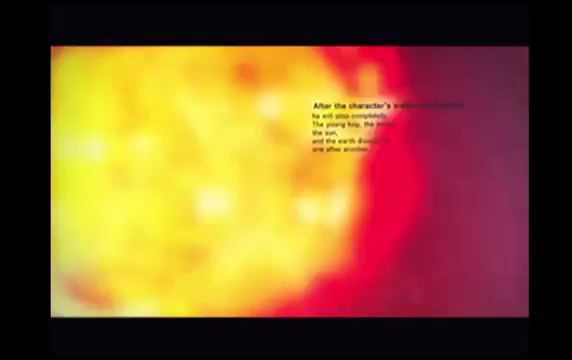 After the character's
he will stop completely.
The young boy, the
the sun,
and the earth
one after another.